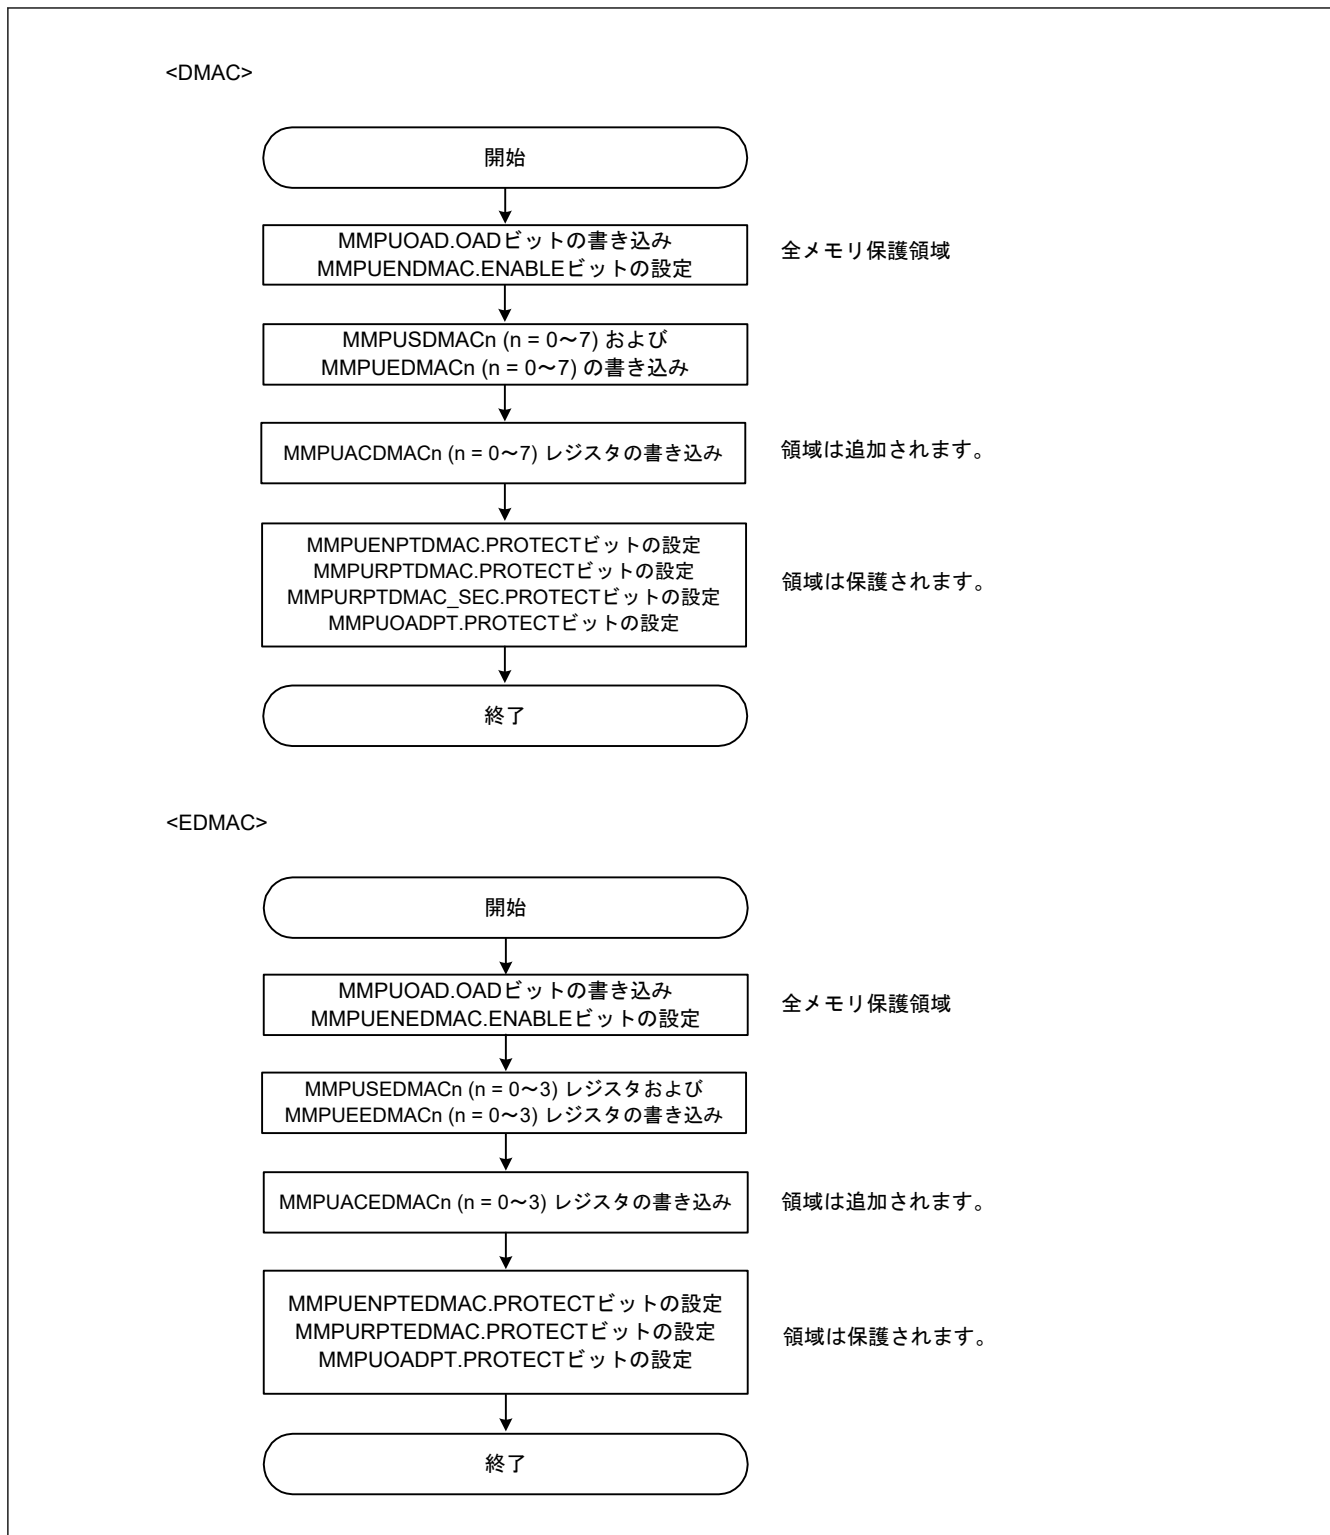 <DMAC>
開始
MMPUOAD.OADビットの書き込み
MMPUENDMAC.ENABLEビットの設定
全メモリ保護領域
MMPUSDMACn (n = 0～7) および
MMPUEDMACn (n = 0～7) の書き込み
MMPUACDMACn (n = 0～7) レジスタの書き込み
領域は追加されます。
MMPUENPTDMAC.PROTECTビットの設定
MMPURPTDMAC.PROTECTビットの設定
MMPURPTDMAC_SEC.PROTECTビットの設定
MMPUOADPT.PROTECTビットの設定
領域は保護されます。
終了
<EDMAC>
開始
MMPUOAD.OADビットの書き込み
MMPUENEDMAC.ENABLEビットの設定
全メモリ保護領域
MMPUSEDMACn (n = 0～3) レジスタおよび
MMPUEEDMACn (n = 0～3) レジスタの書き込み
MMPUACEDMACn (n = 0～3) レジスタの書き込み
領域は追加されます。
MMPUENPTEDMAC.PROTECTビットの設定
MMPURPTEDMAC.PROTECTビットの設定
MMPUOADPT.PROTECTビットの設定
領域は保護されます。
終了